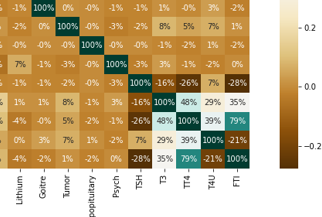 -1% 100% 0% -0% -1% -1% 1% -0% 3% 0.2
-2% 0% 100% -0% -3% -2% 8% 5% 7% 1%
-0% -0% -0% 100% -0% -0% -1% -2% 1% -2%
7% -1% -3% -0% 100% -3% 3% -1% -2% 0% 0.0
-1% -1% -2% -0% -3% 100% -16% -26% 7% -28%
1% 1% 8% -1% 3% -16% 100% 48% 29% 35%
-4% -0% 5% -2% -1% -26% 48% 100% 39% 79%
0% 3% 7% 1% -2% 7% 29% 39% 100% -21% −0.2
-4% -2% 1% -2% 0% -28% 35% 79% -21% 100%
Lithium Goitre Tumor Psych TSH T3 TT4 T4U FTI